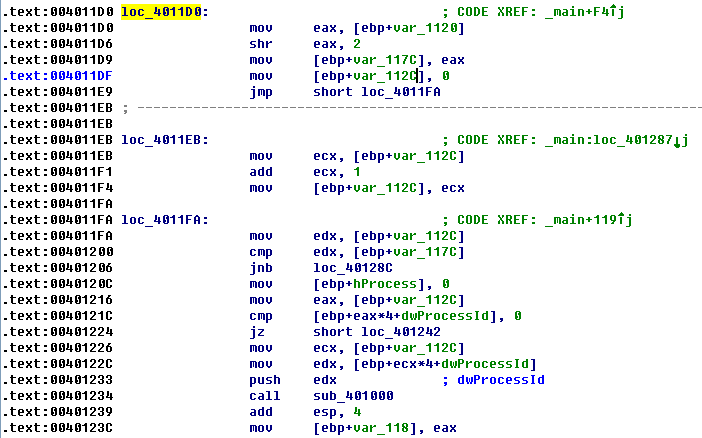 .text:004011D0 loc_4011D0: ; CODE XREF: _main+F4↑j
.text:004011D0 mov eax, [ebp+var_1120]
.text:004011D6 shr eax, 2
.text:004011D9 mov [ebp+var_117C], eax
.text:004011DF mov [ebp+var_112C], 0
.text:004011E9 jmp short loc_4011FA
.text:004011EB ; ---------------------------------------------------------------------------
.text:004011EB
.text:004011EB loc_4011EB: ; CODE XREF: _main:loc_401287↓j
.text:004011EB mov ecx, [ebp+var_112C]
.text:004011F1 add ecx, 1
.text:004011F4 mov [ebp+var_112C], ecx
.text:004011FA
.text:004011FA loc_4011FA: ; CODE XREF: _main+119↑j
.text:004011FA mov edx, [ebp+var_112C]
.text:00401200 cmp edx, [ebp+var_117C]
.text:00401206 jnb loc_40128C
.text:0040120C mov [ebp+hProcess], 0
.text:00401216 mov eax, [ebp+var_112C]
.text:0040121C cmp [ebp+eax*4+dwProcessId], 0
.text:00401224 jz short loc_401242
.text:00401226 mov ecx, [ebp+var_112C]
.text:0040122C mov edx, [ebp+ecx*4+dwProcessId]
.text:00401233 push edx ; dwProcessId
.text:00401234 call sub_401000
.text:00401239 add esp, 4
.text:0040123C mov [ebp+var_118], eax